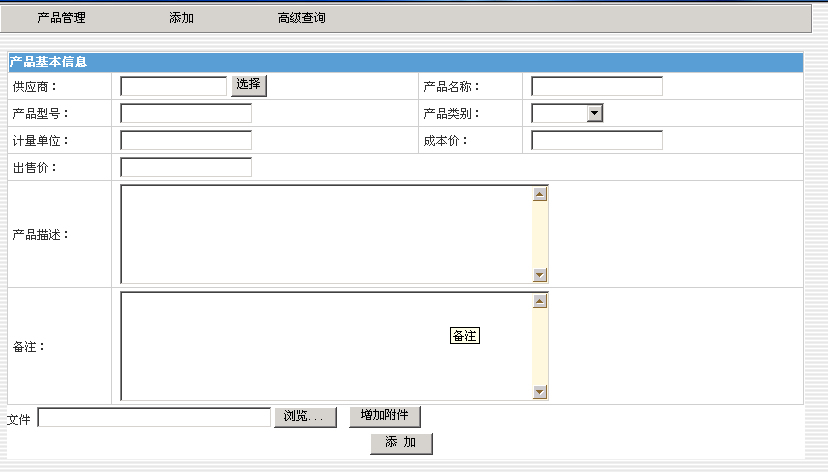 产品管理 添加 高级查询
产品基本信息
供应商： 选择 产品名称：
产品型号： 产品类别：
计量单位： 成本价：
出售价：
产品描述：
备注
备注：
文件 浏览... 增加附件
添 加